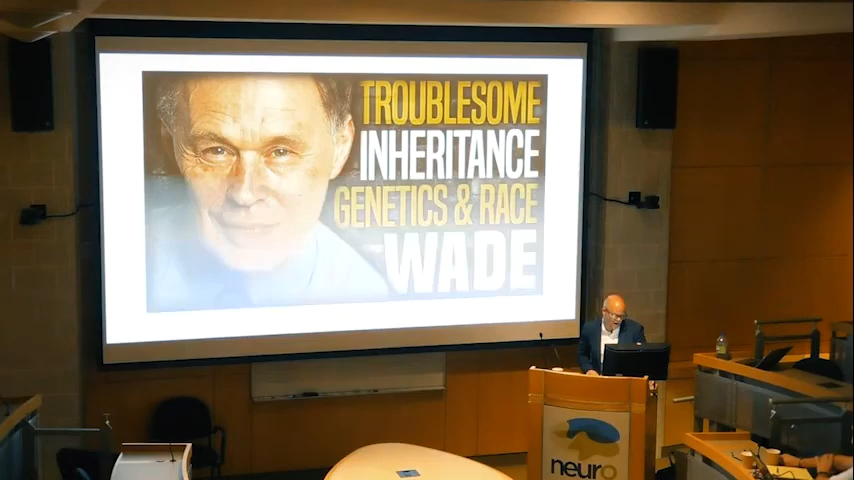 TROUBLESOME
INHERITANCE
GENETICS & RACE
WADE
neuro